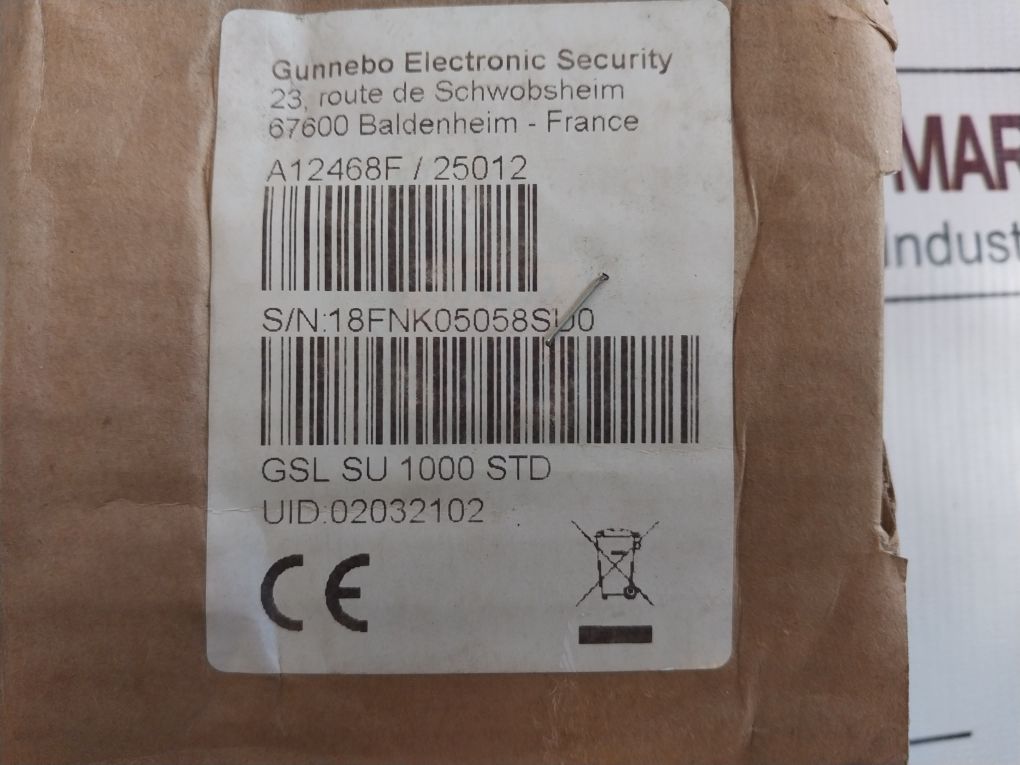 Gunnebo Electronic Security
23, route de Schwobsheim
67600 Baldenheim - France
A12468F / 25012
S/N:18FNK05058SU0
GSL SU 1000 STD
UID:02032102
CE
MAR
Indust